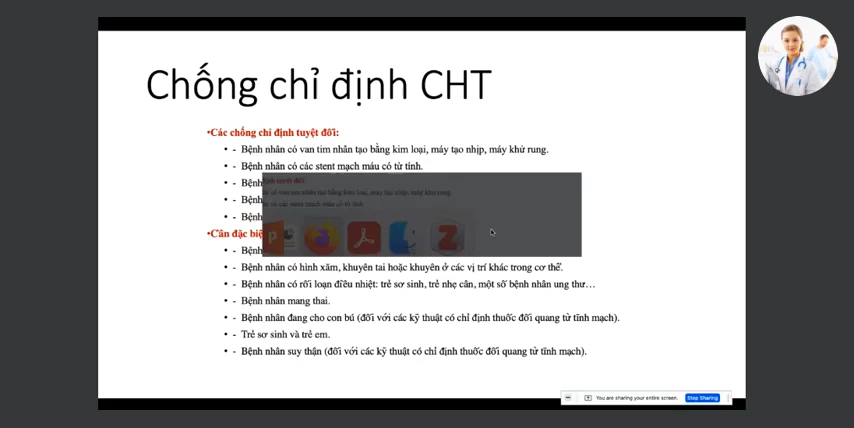 Chống chỉ định CHT
•Các chống chỉ định tuyệt đối:
• - Bệnh nhân có van tim nhân tạo bằng kim loại, máy tạo nhịp, máy khử rung.
• - Bệnh nhân có các stent mạch máu có từ tính.
• - Bệnh
• - Bệnh
• - Bệnh
•Cần đặc biệ
• - Bệnh
• - Bệnh nhân có hình xăm, khuyên tai hoặc khuyên ở các vị trí khác trong cơ thể.
• - Bệnh nhân có rối loạn điều nhiệt: trẻ sơ sinh, trẻ nhẹ cân, một số bệnh nhân ung thư…
• - Bệnh nhân mang thai.
• - Bệnh nhân đang cho con bú (đối với các kỹ thuật có chỉ định thuốc đối quang từ tĩnh mạch).
• - Trẻ sơ sinh và trẻ em.
• - Bệnh nhân suy thận (đối với các kỹ thuật có chỉ định thuốc đối quang từ tĩnh mạch).
You are sharing your entire screen. Stop Sharing